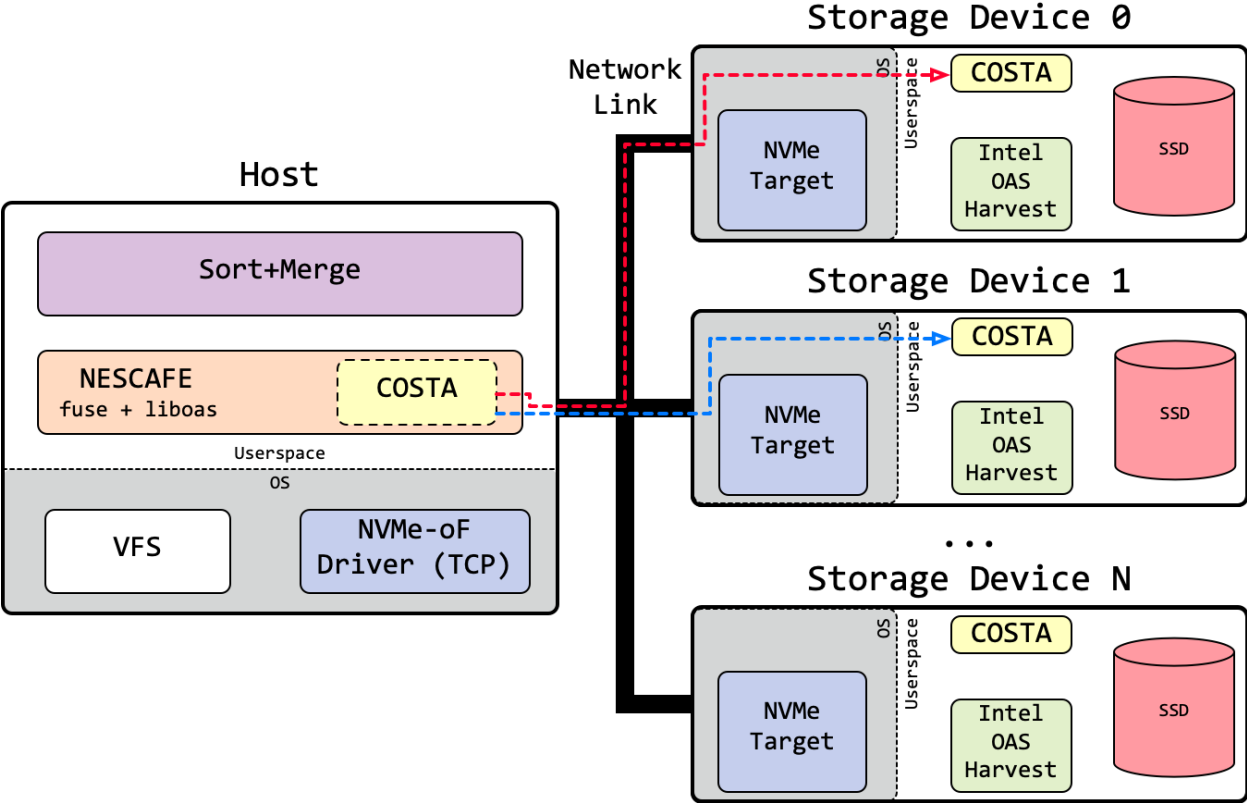 Host
Sort+Merge
NESCAFE
fuse + liboas
COSTA
Userspace
OS
VFS
NVMe-oF
Driver (TCP)
Network
Link
Storage Device 0
OS
Userspace
NVMe
Target
COSTA
Intel
OAS
Harvest
SSD
Storage Device 1
OS
Userspace
NVMe
Target
COSTA
Intel
OAS
Harvest
SSD
...
Storage Device N
OS
Userspace
NVMe
Target
COSTA
Intel
OAS
Harvest
SSD